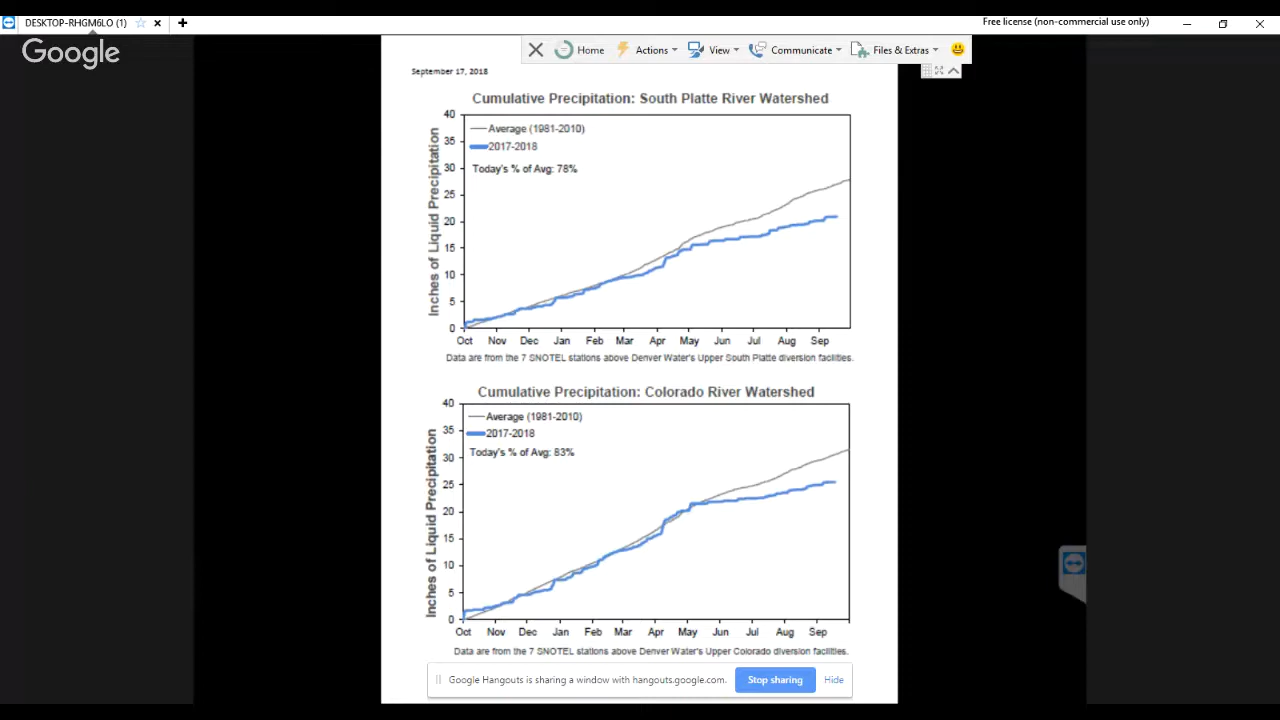 DESKTOP-RHGM6LO (1)
Free license (non-commercial use only)
Google
Home Actions View Communicate Files & Extras
September 17, 2018
Cumulative Precipitation: South Platte River Watershed
Inches of Liquid Precipitation
40
35
30
25
20
15
10
5
0
Average (1981-2010)
2017-2018
Today's % of Avg: 78%
Oct Nov Dec Jan Feb Mar Apr May Jun Jul Aug Sep
Data are from the 7 SNOTEL stations above Denver Water's Upper South Platte diversion facilities.
Cumulative Precipitation: Colorado River Watershed
Inches of Liquid Precipitation
40
35
30
25
20
15
10
5
0
Average (1981-2010)
2017-2018
Today's % of Avg: 83%
Oct Nov Dec Jan Feb Mar Apr May Jun Jul Aug Sep
Data are from the 7 SNOTEL stations above Denver Water's Upper Colorado diversion facilities.
Google Hangouts is sharing a window with hangouts.google.com. Stop sharing Hide